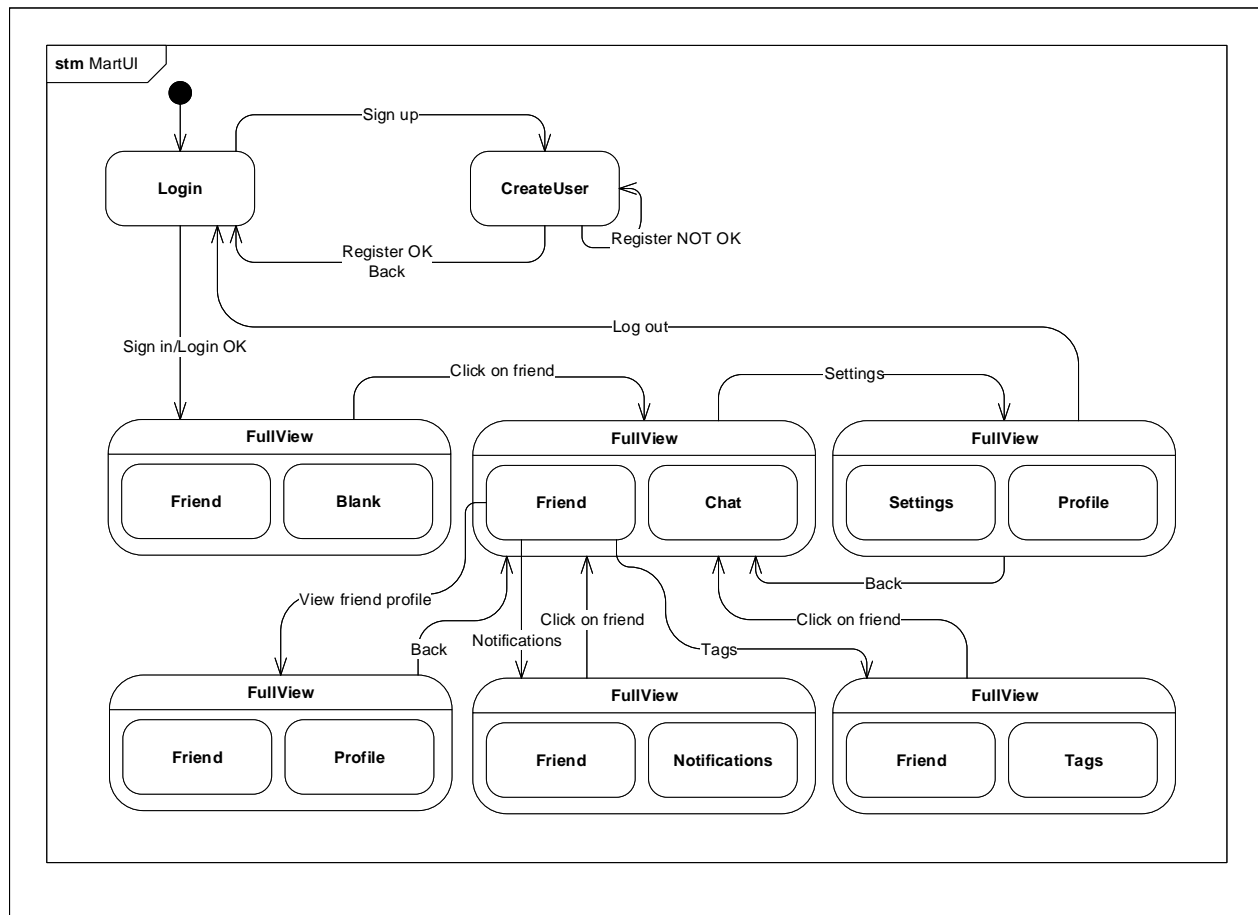 stm MartUI
Sign up
Login
CreateUser
Register NOT OK
Register OK
Back
Log out
Sign in/Login OK
Click on friend
Settings
FullView
Friend
Blank
FullView
Friend
Chat
FullView
Settings
Profile
Back
View friend profile
Back
Notifications
Click on friend
Tags
Click on friend
FullView
Friend
Profile
FullView
Friend
Notifications
FullView
Friend
Tags